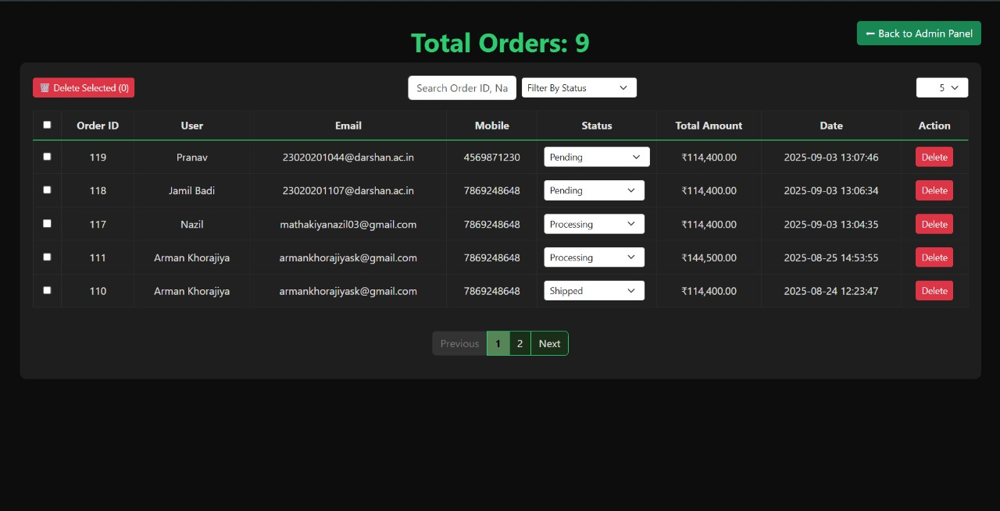 Total Orders: 9
← Back to Admin Panel
Delete Selected (0)
Search Order ID, Na
Filter By Status
5
Order ID User Email Mobile Status Total Amount Date Action
119 Pranav 23020201044@darshan.ac.in 4569871230 Pending ₹114,400.00 2025-09-03 13:07:46 Delete
118 Jamil Badi 23020201107@darshan.ac.in 7869248648 Pending ₹114,400.00 2025-09-03 13:06:34 Delete
117 Nazil mathakiyanazil03@gmail.com 7869248648 Processing ₹114,400.00 2025-09-03 13:04:35 Delete
111 Arman Khorajiya armankhorajiyask@gmail.com 7869248648 Processing ₹144,500.00 2025-08-25 14:53:55 Delete
110 Arman Khorajiya armankhorajiyask@gmail.com 7869248648 Shipped ₹114,400.00 2025-08-24 12:23:47 Delete
Previous 1 2 Next